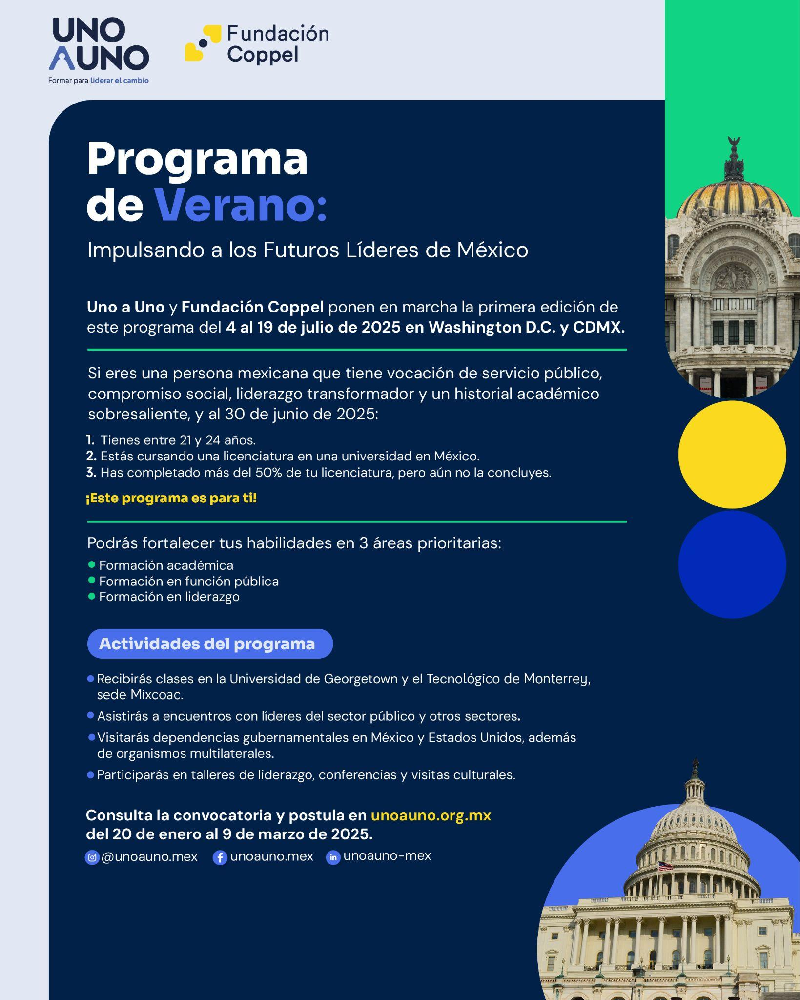 UNO
A UNO
Formar para liderar el cambio
Fundación
Coppel
Programa
de Verano:
Impulsando a los Futuros Líderes de México
Uno a Uno y Fundación Coppel ponen en marcha la primera edición de
este programa del 4 al 19 de julio de 2025 en Washington D.C. y CDMX.
Si eres una persona mexicana que tiene vocación de servicio público,
compromiso social, liderazgo transformador y un historial académico
sobresaliente, y al 30 de junio de 2025:
1. Tienes entre 21 y 24 años.
2. Estás cursando una licenciatura en una universidad en México.
3. Has completado más del 50% de tu licenciatura, pero aún no la concluyes.
¡Este programa es para ti!
Podrás fortalecer tus habilidades en 3 áreas prioritarias:
Formación académica
Formación en función pública
Formación en liderazgo
Actividades del programa
Recibirás clases en la Universidad de Georgetown y el Tecnológico de Monterrey,
sede Mixcoac.
Asistirás a encuentros con líderes del sector público y otros sectores.
Visitarás dependencias gubernamentales en México y Estados Unidos, además
de organismos multilaterales.
Participarás en talleres de liderazgo, conferencias y visitas culturales.
Consulta la convocatoria y postula en unoauno.org.mx
del 20 de enero al 9 de marzo de 2025.
@unoauno.mex unoauno.mex in unoauno-mex
PALACIO DE BELLAS ARTES